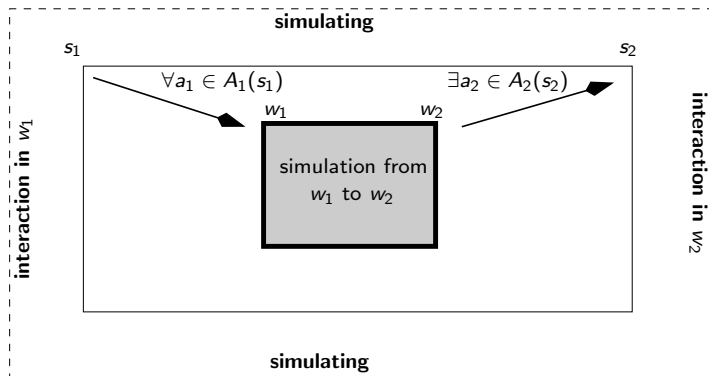 simulating
s₁
s₂
∀a₁ ∈ A₁(s₁)
∃a₂ ∈ A₂(s₂)
w₁
w₂
interaction in w₁
simulation from
w₁ to w₂
interaction in w₂
simulating